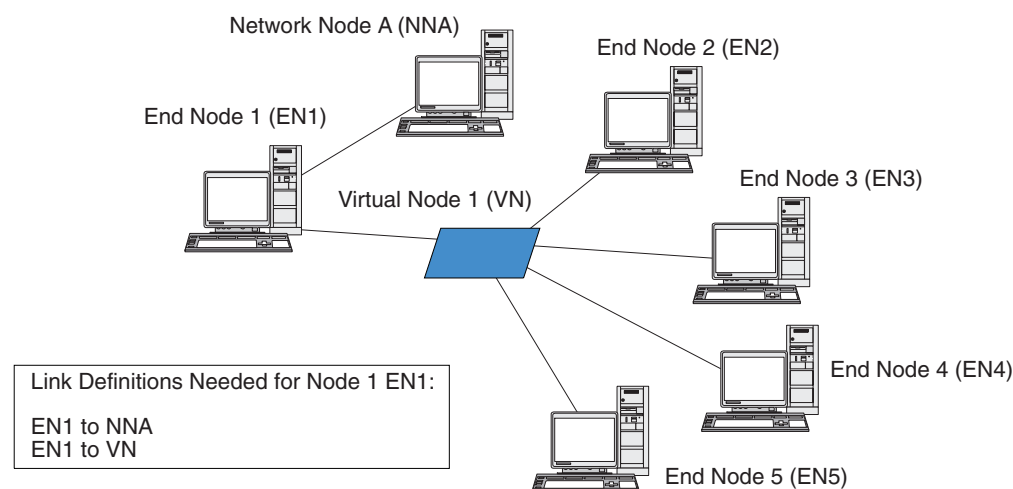 Network Node A (NNA)
End Node 2 (EN2)
End Node 1 (EN1)
End Node 3 (EN3)
Virtual Node 1 (VN)
End Node 4 (EN4)
Link Definitions Needed for Node 1 EN1:
EN1 to NNA
EN1 to VN
End Node 5 (EN5)